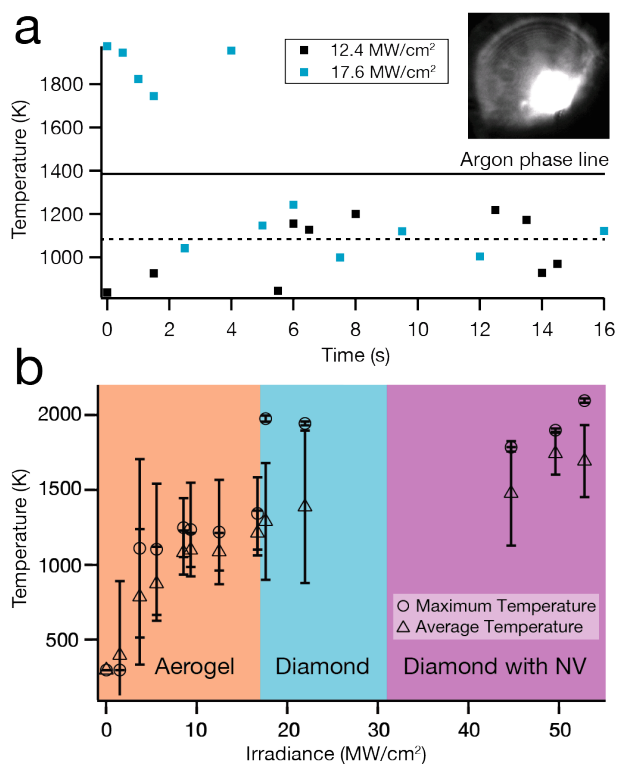 a
12.4 MW/cm²
17.6 MW/cm²
Argon phase line
Temperature (K)
1800
1600
1400
1200
1000
0 2 4 6 8 10 12 14 16
Time (s)
b
Temperature (K)
2000
1500
1000
500
Maximum Temperature
Average Temperature
Aerogel Diamond Diamond with NV
0 10 20 30 40 50
Irradiance (MW/cm²)